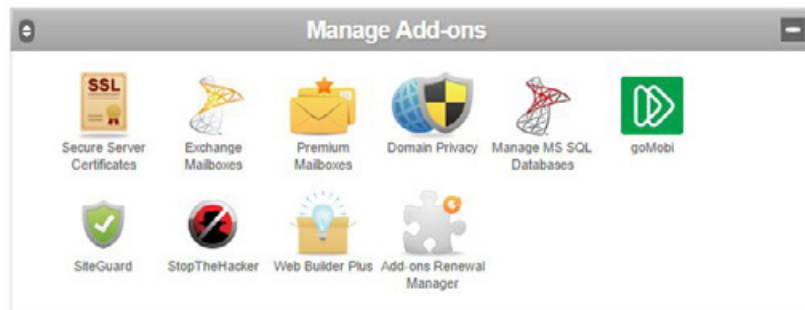 Manage Add-ons
SSL
Secure Server
Certificates
Exchange
Mailboxes
Premium
Mailboxes
Domain Privacy
Manage MS SQL
Databases
goMobi
SiteGuard
StopTheHacker
Web Builder Plus
Add-ons Renewal
Manager